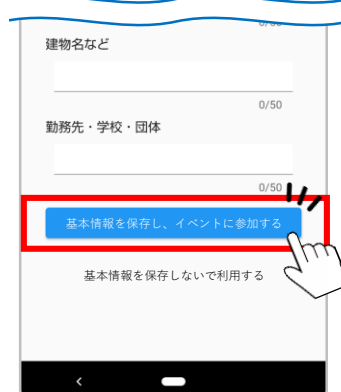 建物名など
0/50
勤務先・学校・団体
0/50
基本情報を保存し、イベントに参加する
基本情報を保存しないで利用する